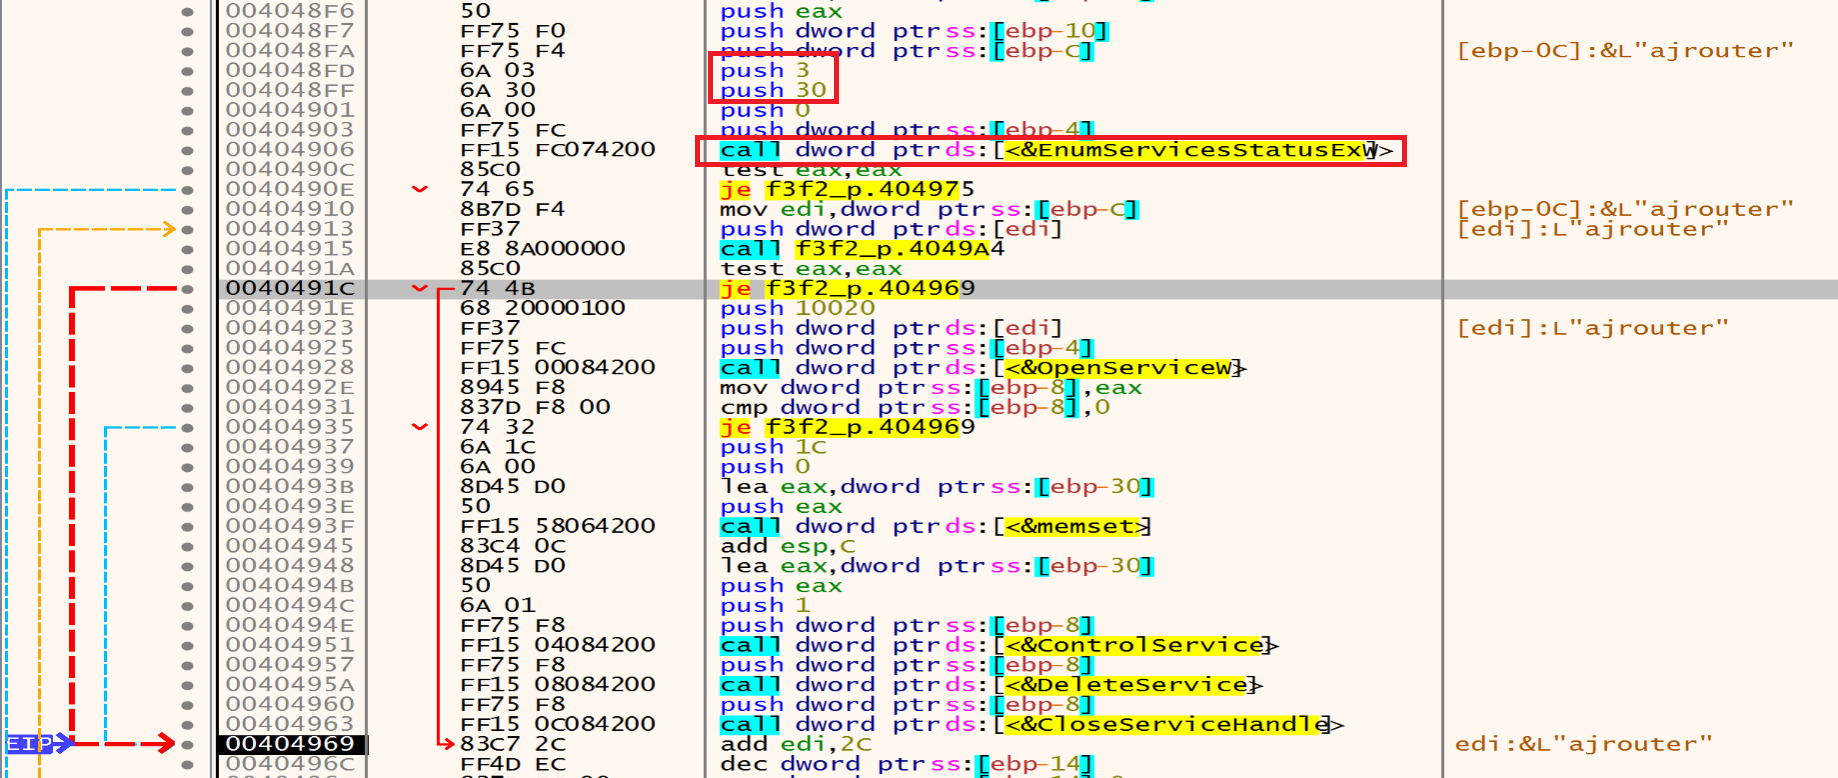 004048F6 50 push eax
004048F7 FF75 F0 push dword ptr ss:[ebp-10]
004048FA FF75 F4 push dword ptr ss:[ebp-C] [ebp-0C]:&L"ajrouter"
004048FD 6A 03 push 3
004048FF 6A 30 push 30
00404901 6A 00 push 0
00404903 FF75 FC push dword ptr ss:[ebp-4]
00404906 FF15 FC074200 call dword ptr ds:[<&EnumServicesStatusExW>]
0040490C 85C0 test eax,eax
0040490E 74 65 je f3f2_p.404975
00404910 8B7D F4 mov edi,dword ptr ss:[ebp-C] [ebp-0C]:&L"ajrouter"
00404913 FF37 push dword ptr ds:[edi] [edi]:L"ajrouter"
00404915 E8 8A000000 call f3f2_p.4049A4
0040491A 85C0 test eax,eax
0040491C 74 4B je f3f2_p.404969
0040491E 68 20000100 push 10020
00404923 FF37 push dword ptr ds:[edi] [edi]:L"ajrouter"
00404925 FF75 FC push dword ptr ss:[ebp-4]
00404928 FF15 00084200 call dword ptr ds:[<&OpenServiceW>]
0040492E 8945 F8 mov dword ptr ss:[ebp-8],eax
00404931 837D F8 00 cmp dword ptr ss:[ebp-8],0
00404935 74 32 je f3f2_p.404969
00404937 6A 1C push 1C
00404939 6A 00 push 0
0040493B 8D45 D0 lea eax,dword ptr ss:[ebp-30]
0040493E 50 push eax
0040493F FF15 58064200 call dword ptr ds:[<&memset>]
00404945 83C4 0C add esp,C
00404948 8D45 D0 lea eax,dword ptr ss:[ebp-30]
0040494B 50 push eax
0040494C 6A 01 push 1
0040494E FF75 F8 push dword ptr ss:[ebp-8]
00404951 FF15 04084200 call dword ptr ds:[<&ControlService>]
00404957 FF75 F8 push dword ptr ss:[ebp-8]
0040495A FF15 08084200 call dword ptr ds:[<&DeleteService>]
00404960 FF75 F8 push dword ptr ss:[ebp-8]
00404963 FF15 0C084200 call dword ptr ds:[<&CloseServiceHandle>]
EIP 00404969 83C7 2C add edi,2C edi:&L"ajrouter"
0040496C FF4D EC dec dword ptr ss:[ebp-14]